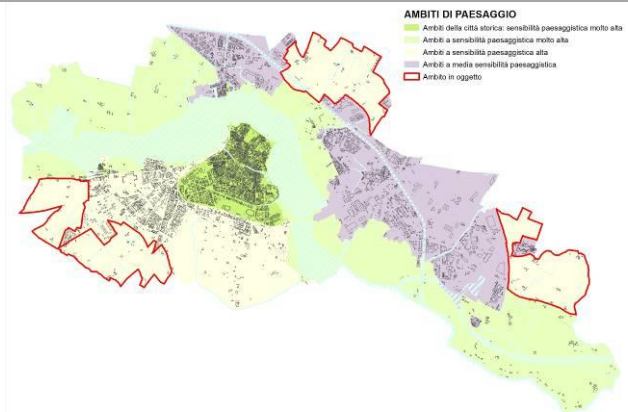 AMBITI DI PAESAGGIO
Ambiti della città storica: sensibilità paesaggistica molto alta
Ambiti a sensibilità paesaggistica molto alta
Ambiti a sensibilità paesaggistica alta
Ambiti a media sensibilità paesaggistica
Ambito in oggetto